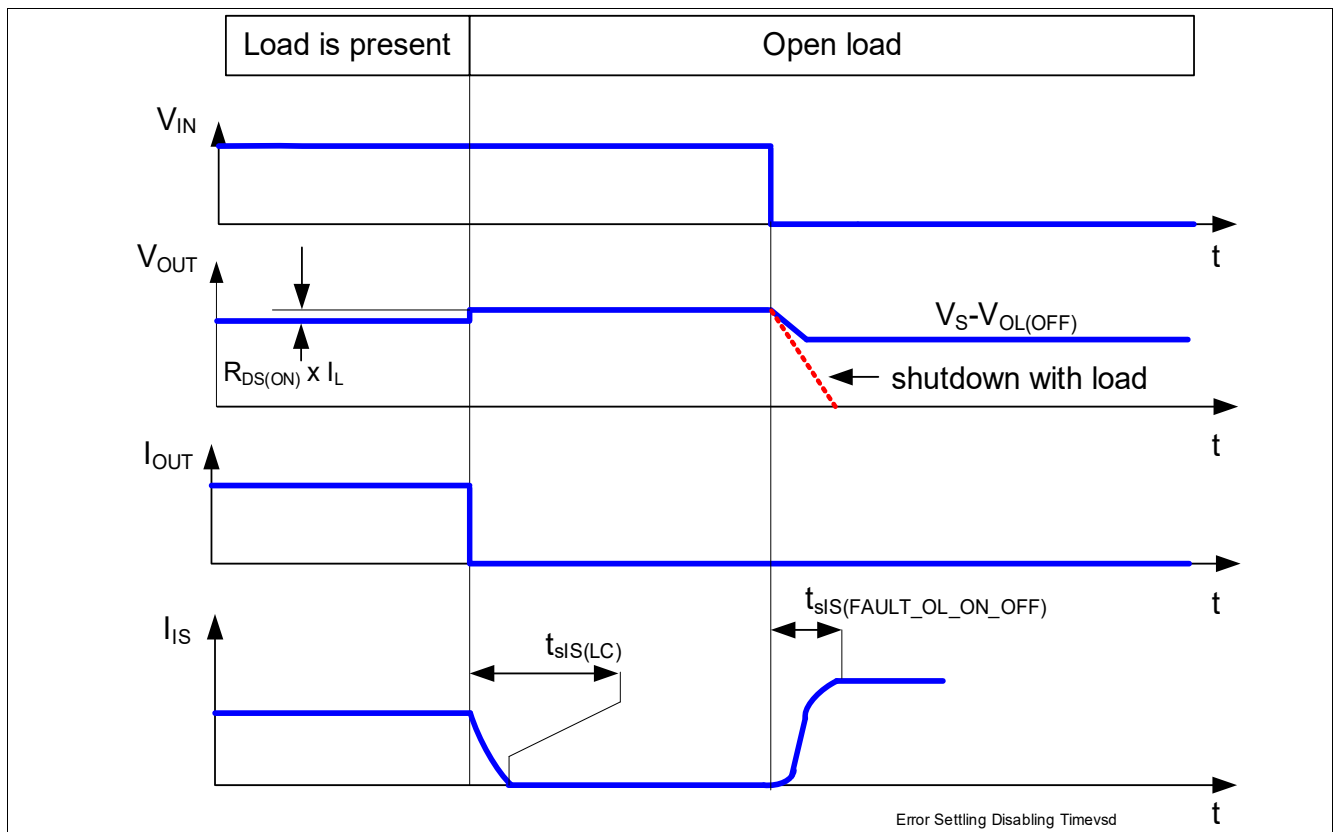 Load is present
Open load
VIN
t
VOUT
RDS(ON) x IL
VS-VOL(OFF)
shutdown with load
t
IOUT
t
IIS
tsIS(LC)
tsIS(FAULT_OL_ON_OFF)
t
Error Settling Disabling Timevsd